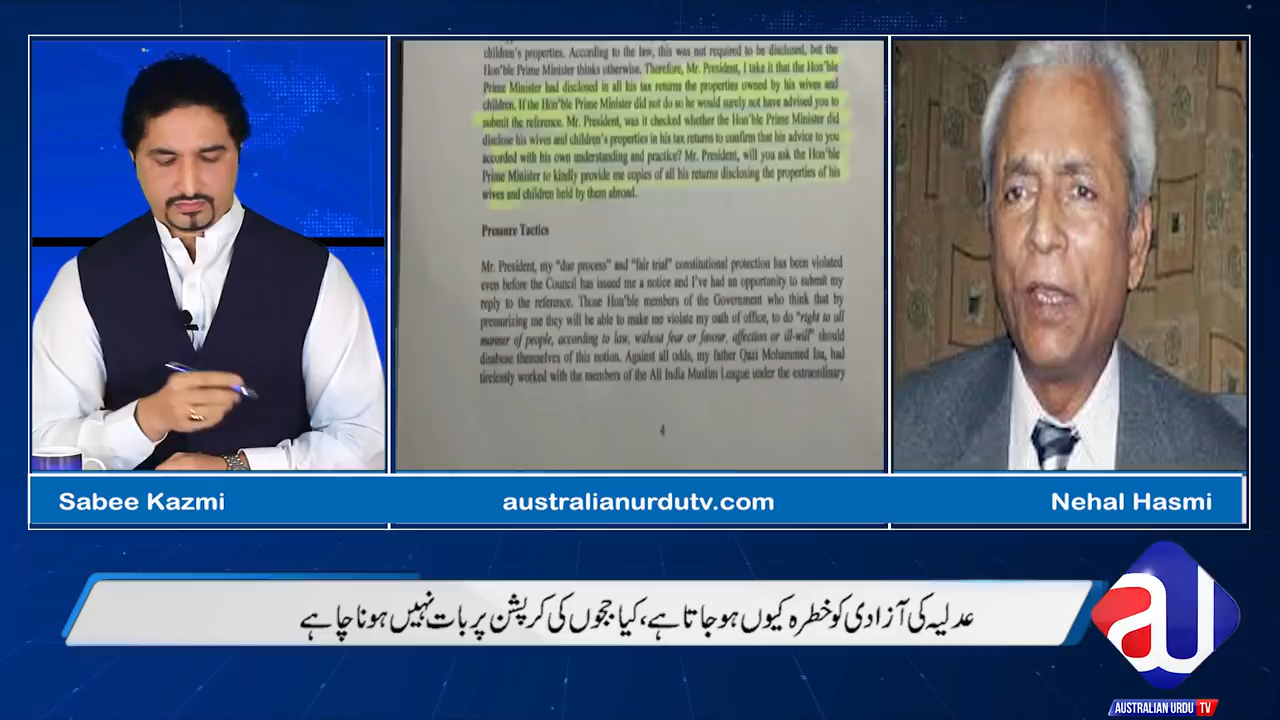 children's properties. According to the law, this was not required to be disclosed, but the
Hon'ble Prime Minister thinks otherwise. Therefore, Mr. President, I take it that the Hon'ble
Prime Minister had disclosed in all his tax returns the properties owned by his wives and
children. If the Hon'ble Prime Minister did not do so he would surely not have advised you to
submit the reference. Mr. President, was it checked whether the Hon'ble Prime Minister did
disclose his wives and children's properties in his tax returns to confirm that his advice to you
accorded with his own understanding and practice? Mr. President, will you ask the Hon'ble
Prime Minister to kindly provide me copies of all his returns disclosing the properties of his
wives and children held by them abroad.
Pressure Tactics
Mr. President, my "due process" and "fair trial" constitutional protection has been violated
even before the Council has issued me a notice and I've had an opportunity to submit my
reply to the reference. Those Hon'ble members of the Government who think that by
pressurizing me they will be able to make me violate my oath of office, to do "right to all
manner of people, according to law, without fear or favour, affection or ill-will" should
disabuse themselves of this notion. Against all odds, my father Qazi Mohammed Isa, had
tirelessly worked with the members of the All India Muslim League under the extraordinary
4
Sabee Kazmi
australianurdutv.com
Nehal Hasmi
عدلیہ کی آزادی کو خطرہ کیوں ہو جاتا ہے، کیا ججوں کی کرپشن پر بات نہیں ہونا چاہے
au
AUSTRALIAN URDU TV